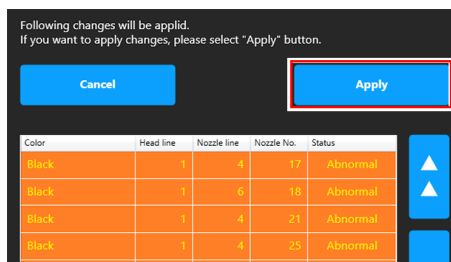 Following changes will be applid.
If you want to apply changes, please select "Apply" button.
Cancel Apply
Color Head line Nozzle line Nozzle No. Status
Black 1 4 17 Abnormal
Black 1 6 18 Abnormal
Black 1 4 21 Abnormal
Black 1 4 25 Abnormal